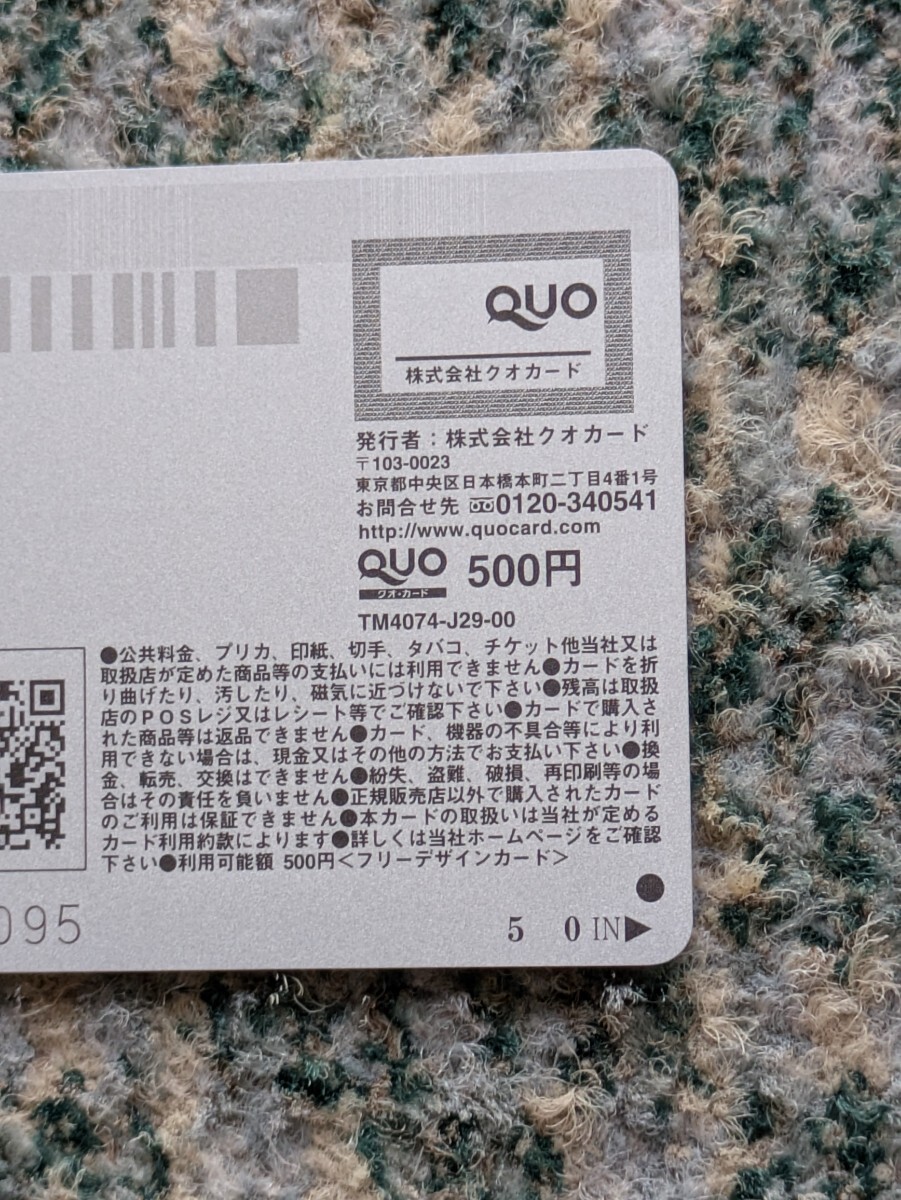 QUO
株式会社クオカード
発行者：株式会社クオカード
〒103-0023
東京都中央区日本橋本町二丁目4番1号
お問合せ先 0120-340541
http://www.quocard.com
QUO 500円
クオ・カード
TM4074-J29-00
●公共料金、プリカ、印紙、切手、タバコ、チケット他当社又は
取扱店が定めた商品等の支払いには利用できません●カードを折
り曲げたり、汚したり、磁気に近づけないで下さい●残高は取扱
店のPOSレジ又はレシート等でご確認下さい●カードで購入さ
れた商品等は返品できません●カード、機器の不具合等により利
用できない場合は、現金又はその他の方法でお支払い下さい●換
金、転売、交換はできません●紛失、盗難、破損、再印刷等の場
合はその責任を負いません●正規販売店以外で購入されたカード
のご利用は保証できません●本カードの取扱いは当社が定める
カード利用約款によります●詳しくは当社ホームページをご確認
下さい●利用可能額 500円＜フリーデザインカード＞
095
5 0 IN▶